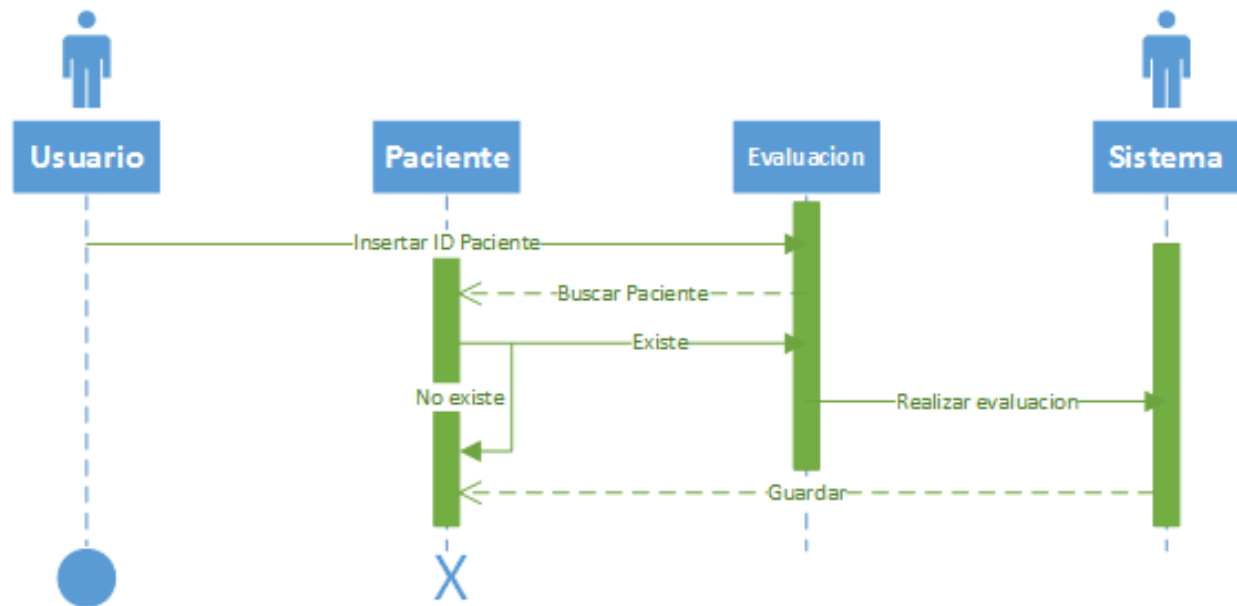 Usuario
Paciente
Evaluacion
Sistema
Insertar ID Paciente
Buscar Paciente
Existe
No existe
Realizar evaluacion
Guardar
X